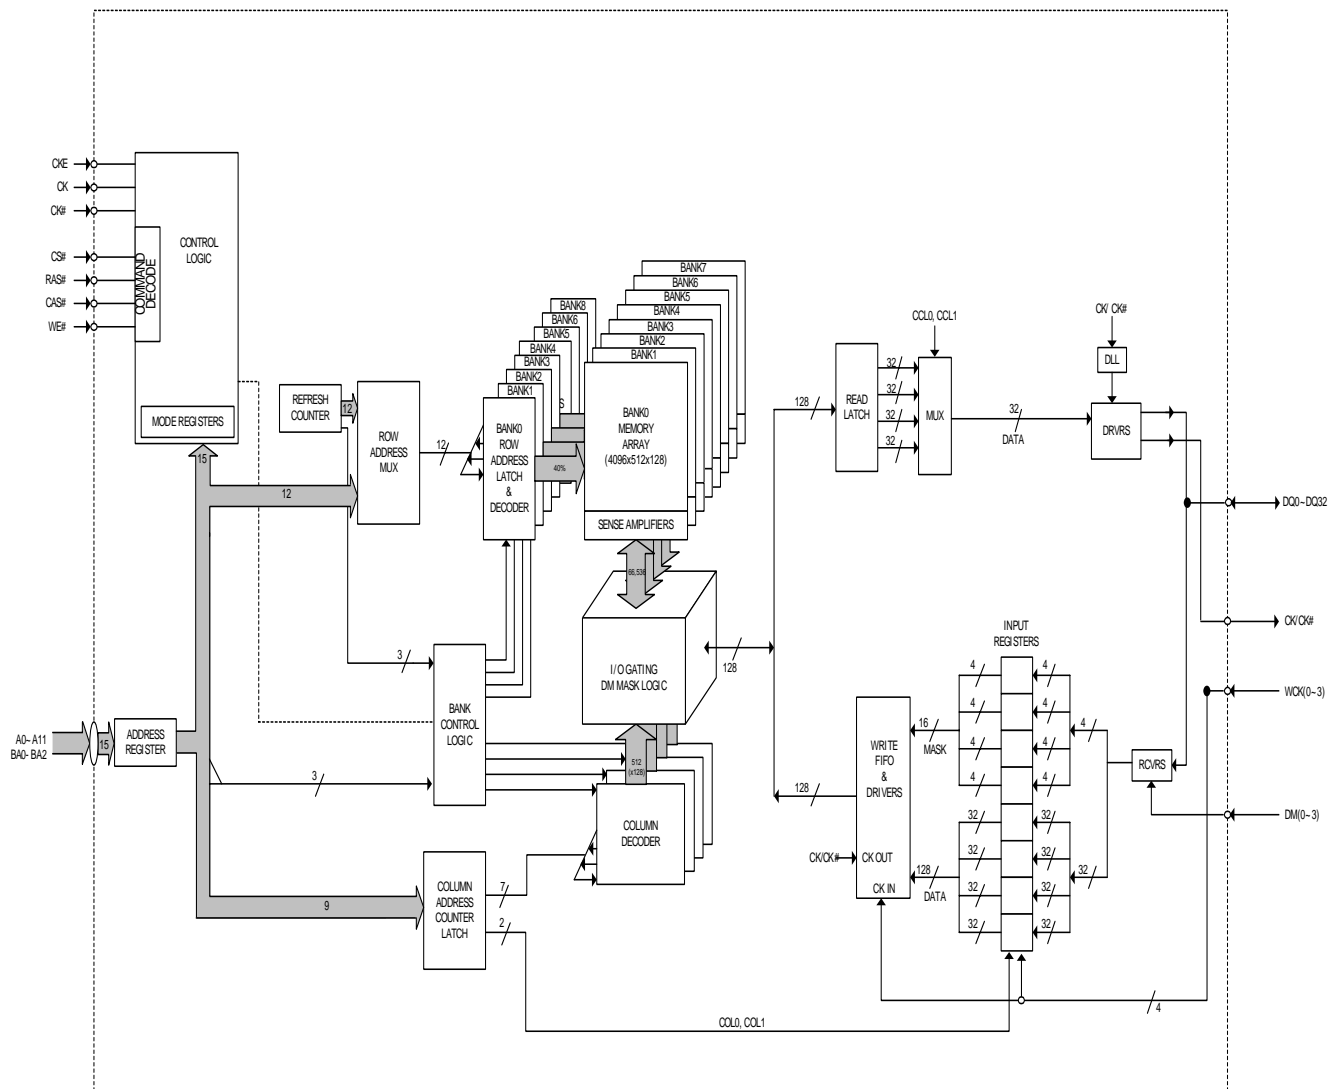 CKE
CK
CK#
CS#
RAS#
CAS#
WE#
CONTROL
LOGIC
COMMAND
DECODE
MODE REGISTERS
15
12
REFRESH
COUNTER
12
ROW
ADDRESS
MUX
12
BANK8
BANK6
BANK5
BANK4
BANK3
BANK2
BANK1
BANK0
ROW
ADDRESS
LATCH
&
DECODER
S
40%
BANK7
BANK6
BANK5
BANK4
BANK3
BANK2
BANK1
BANK0
MEMORY
ARRAY
(4096x512x128)
SENSE AMPLIFIERS
66,536
I/O GATING
DM MASK LOGIC
128
512
(x128)
COLUMN
DECODER
3
BANK
CONTROL
LOGIC
3
A0~ A11
BA0- BA2
15
ADDRESS
REGISTER
9
COLUMN
ADDRESS
COUNTER
LATCH
7
2
COL0, COL1
128
READ
LATCH
32
32
32
32
CCL0, CCL1
MUX
32
DATA
CK/ CK#
DLL
DRVRS
DQ0~DQ32
CK/CK#
WCK(0~3)
DM(0~3)
RCVRS
INPUT
REGISTERS
4
4
4
4
4
4
4
4
4
32
32
32
32
32
32
32
32
32
16
MASK
128
DATA
WRITE
FIFO
&
DRIVERS
CK OUT
CK IN
CK/CK#
128
4